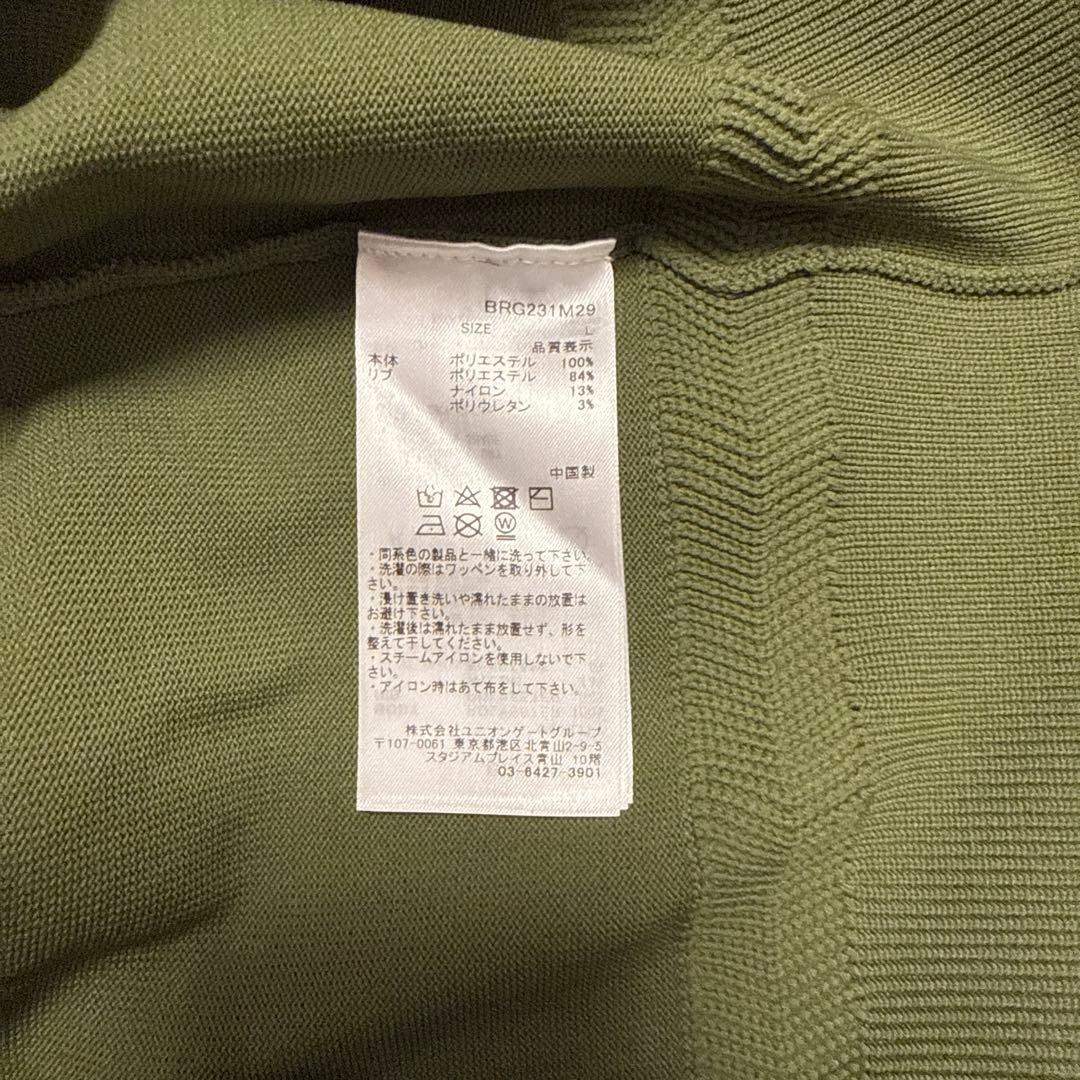 BRG231M29
SIZE L
品質表示
本体 ポリエステル 100%
リブ ポリエステル 84%
ナイロン 13%
ポリウレタン 3%
中国製
W
・同系色の製品と一緒に洗って下さい。
・洗濯の際はワッペンを取り外して下
さい。
・浸け置き洗いや濡れたままの放置は
お避け下さい。
・洗濯後は濡れたまま放置せず、形を
整えて干してください。
・スチームアイロンを使用しないで下
さい。
・アイロン時はあて布をして下さい。
株式会社ユニオンゲートグループ
〒107-0061 東京都港区北青山2-9-5
スタジアムプレイス青山 10階
03-6427-3901